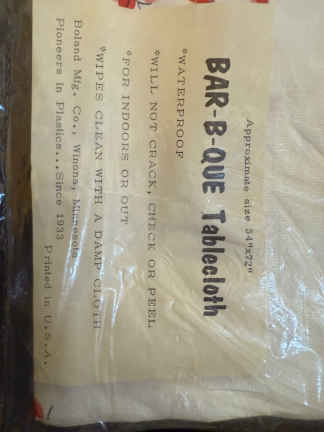 Approximate size 54"x72"
BAR-B-QUE Tablecloth
*WATERPROOF
*WILL NOT CRACK, CHECK OR PEEL
*FOR INDOORS OR OUT
*WIPES CLEAN WITH A DAMP CLOTH
Boland Mfg. Co., Winona, Minnesota
Pioneers in Plastics...Since 1933
Printed in U.S.A.